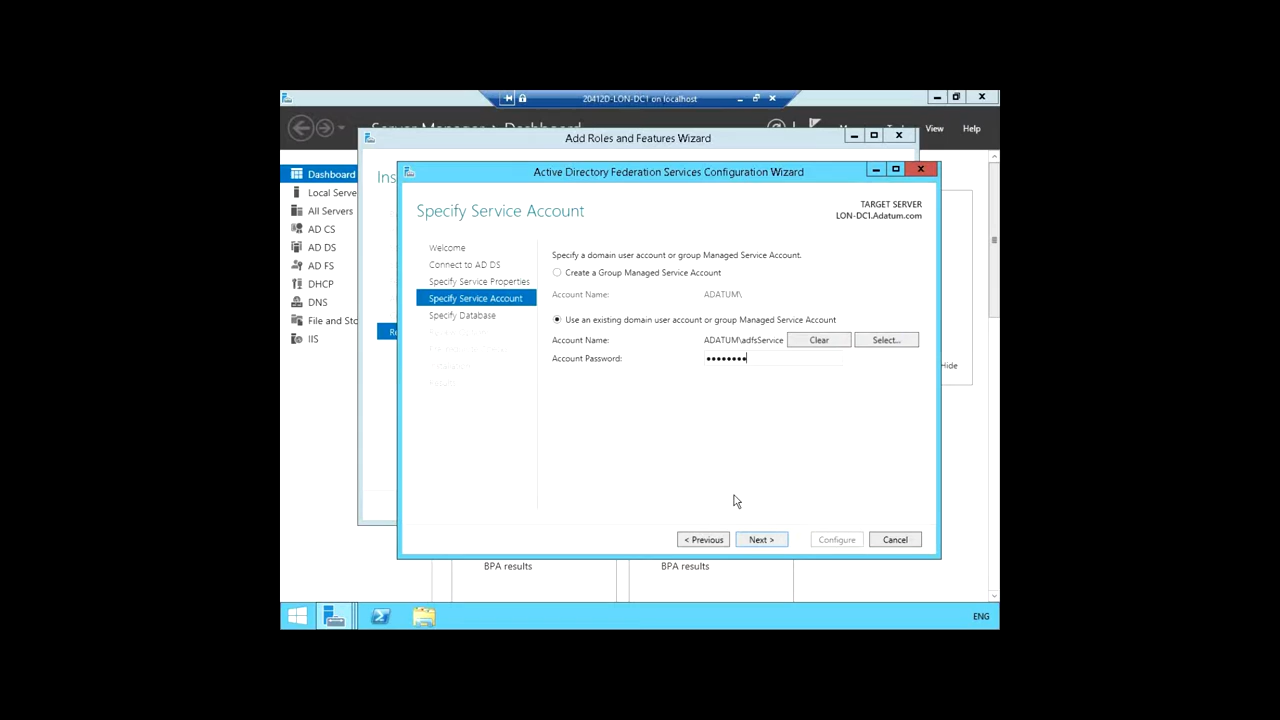 20412D-LON-DC1 on localhost
View
Help
Add Roles and Features Wizard
Active Directory Federation Services Configuration Wizard
Dashboard
Local Serve
All Servers
AD CS
AD DS
AD FS
DHCP
DNS
File and Sto
IIS
Ins
Specify Service Account
TARGET SERVER
LON-DC1.Adatum.com
Welcome
Connect to AD DS
Specify Service Properties
Specify Service Account
Specify Database
Specify a domain user account or group Managed Service Account.
Create a Group Managed Service Account
Account Name:
ADATUM\
Use an existing domain user account or group Managed Service Account
Account Name:
ADATUM\adfsService
Clear
Select...
Account Password:
••••••••
Hide
< Previous
Next >
Configure
Cancel
BPA results
BPA results
ENG